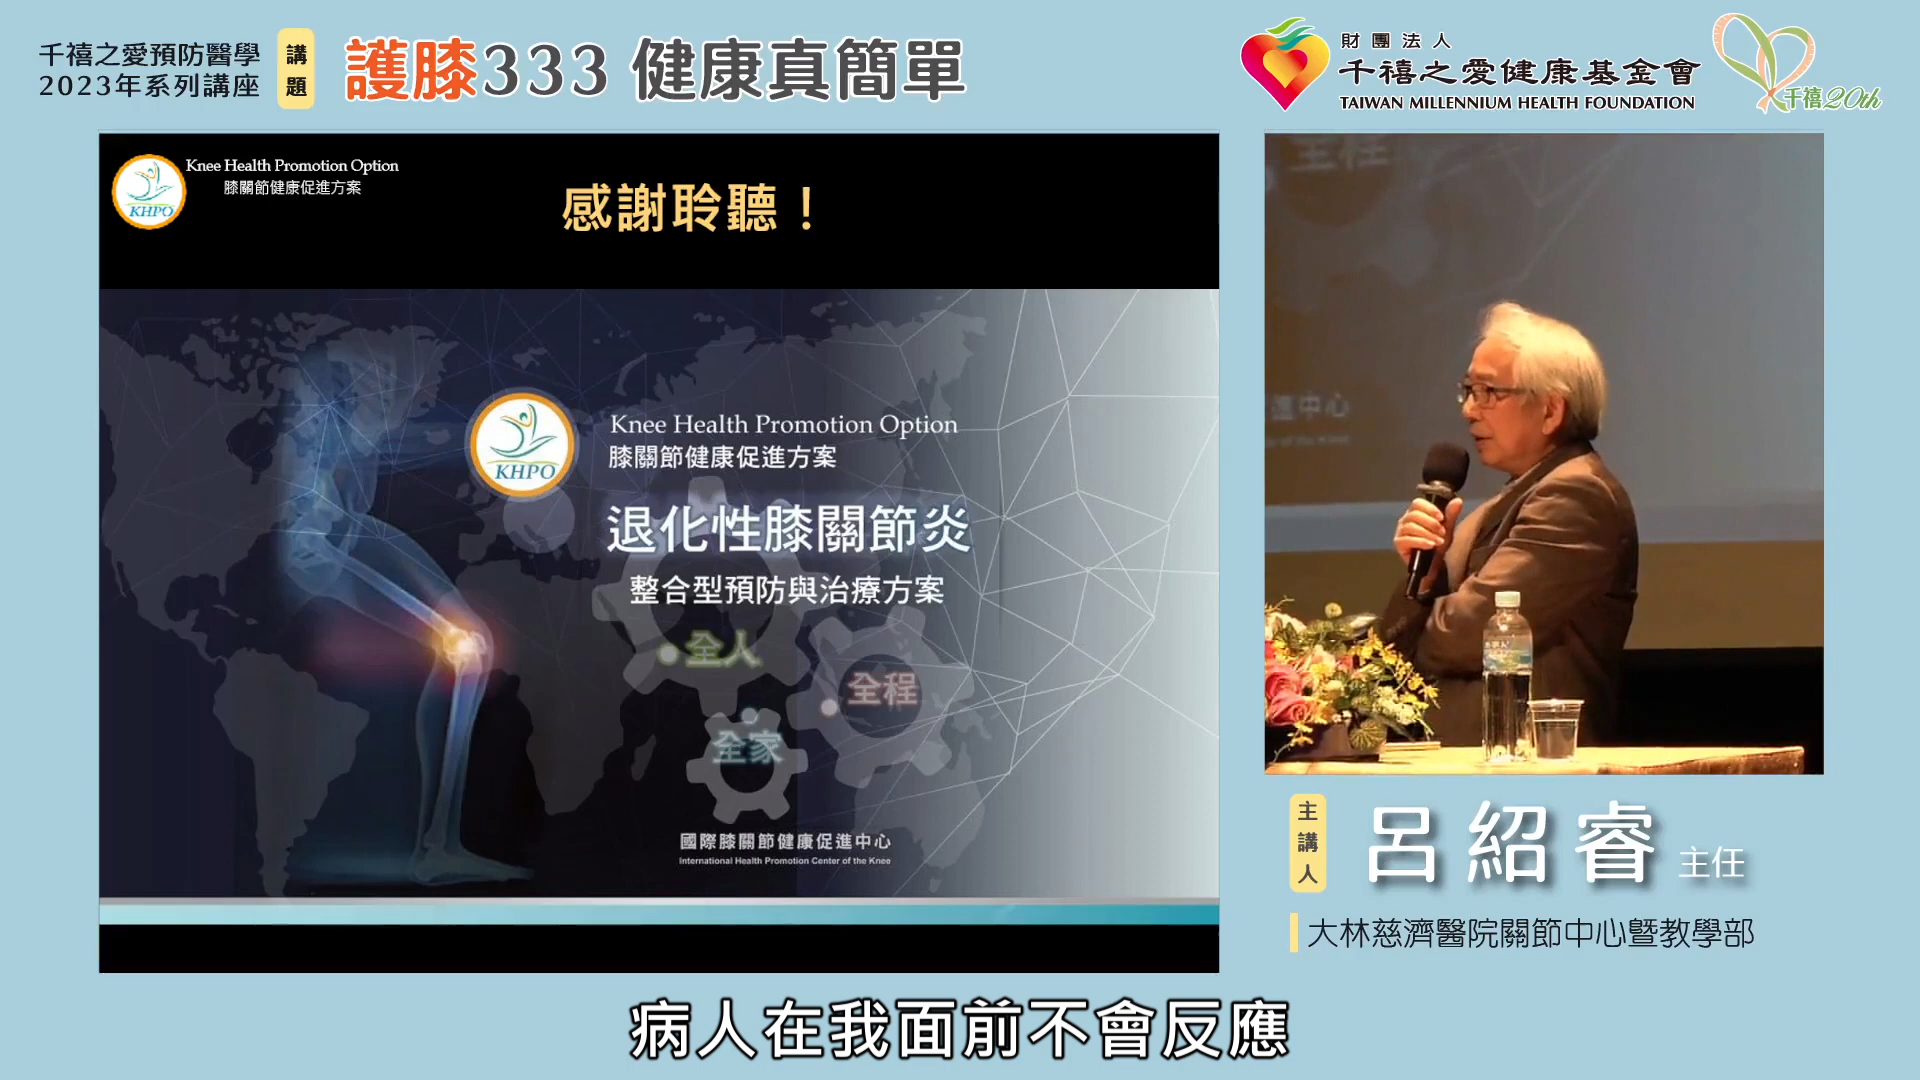 千禧之愛預防醫學
2023年系列講座
講題
護膝333 健康真簡單
財團法人
千禧之愛健康基金會
TAIWAN MILLENNIUM HEALTH FOUNDATION
千禧20th
Knee Health Promotion Option
膝關節健康促進方案
KHPO
感謝聆聽！
Knee Health Promotion Option
膝關節健康促進方案
KHPO
退化性膝關節炎
整合型預防與治療方案
全人
全程
全家
國際膝關節健康促進中心
International Health Promotion Center of the Knee
全程
進中心
of the Knee
主講人
呂紹睿 主任
大林慈濟醫院關節中心暨教學部
病人在我面前不會反應